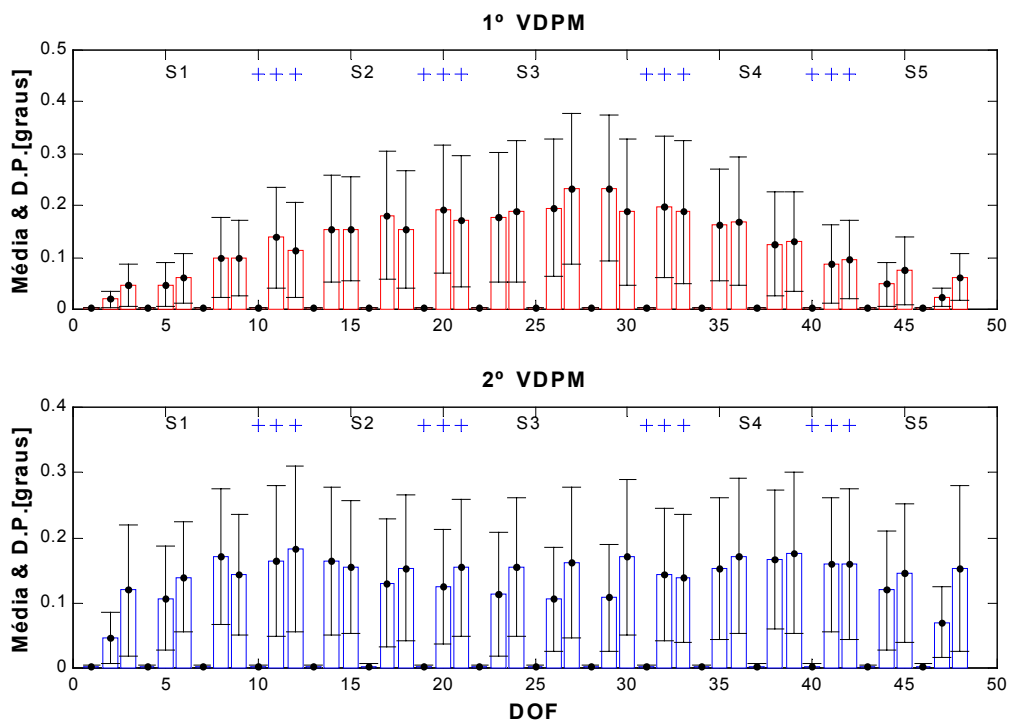 1º VDPM
0.5
S1 + + + S2 + + + S3 + + + S4 + + + S5
0.4
0.3
0.2
0.1
0
Média & D.P.[graus]
0 5 10 15 20 25 30 35 40 45 50
2º VDPM
0.4
S1 + + + S2 + + + S3 + + + S4 + + + S5
0.3
0.2
0.1
0
Média & D.P.[graus]
0 5 10 15 20 25 30 35 40 45 50
DOF